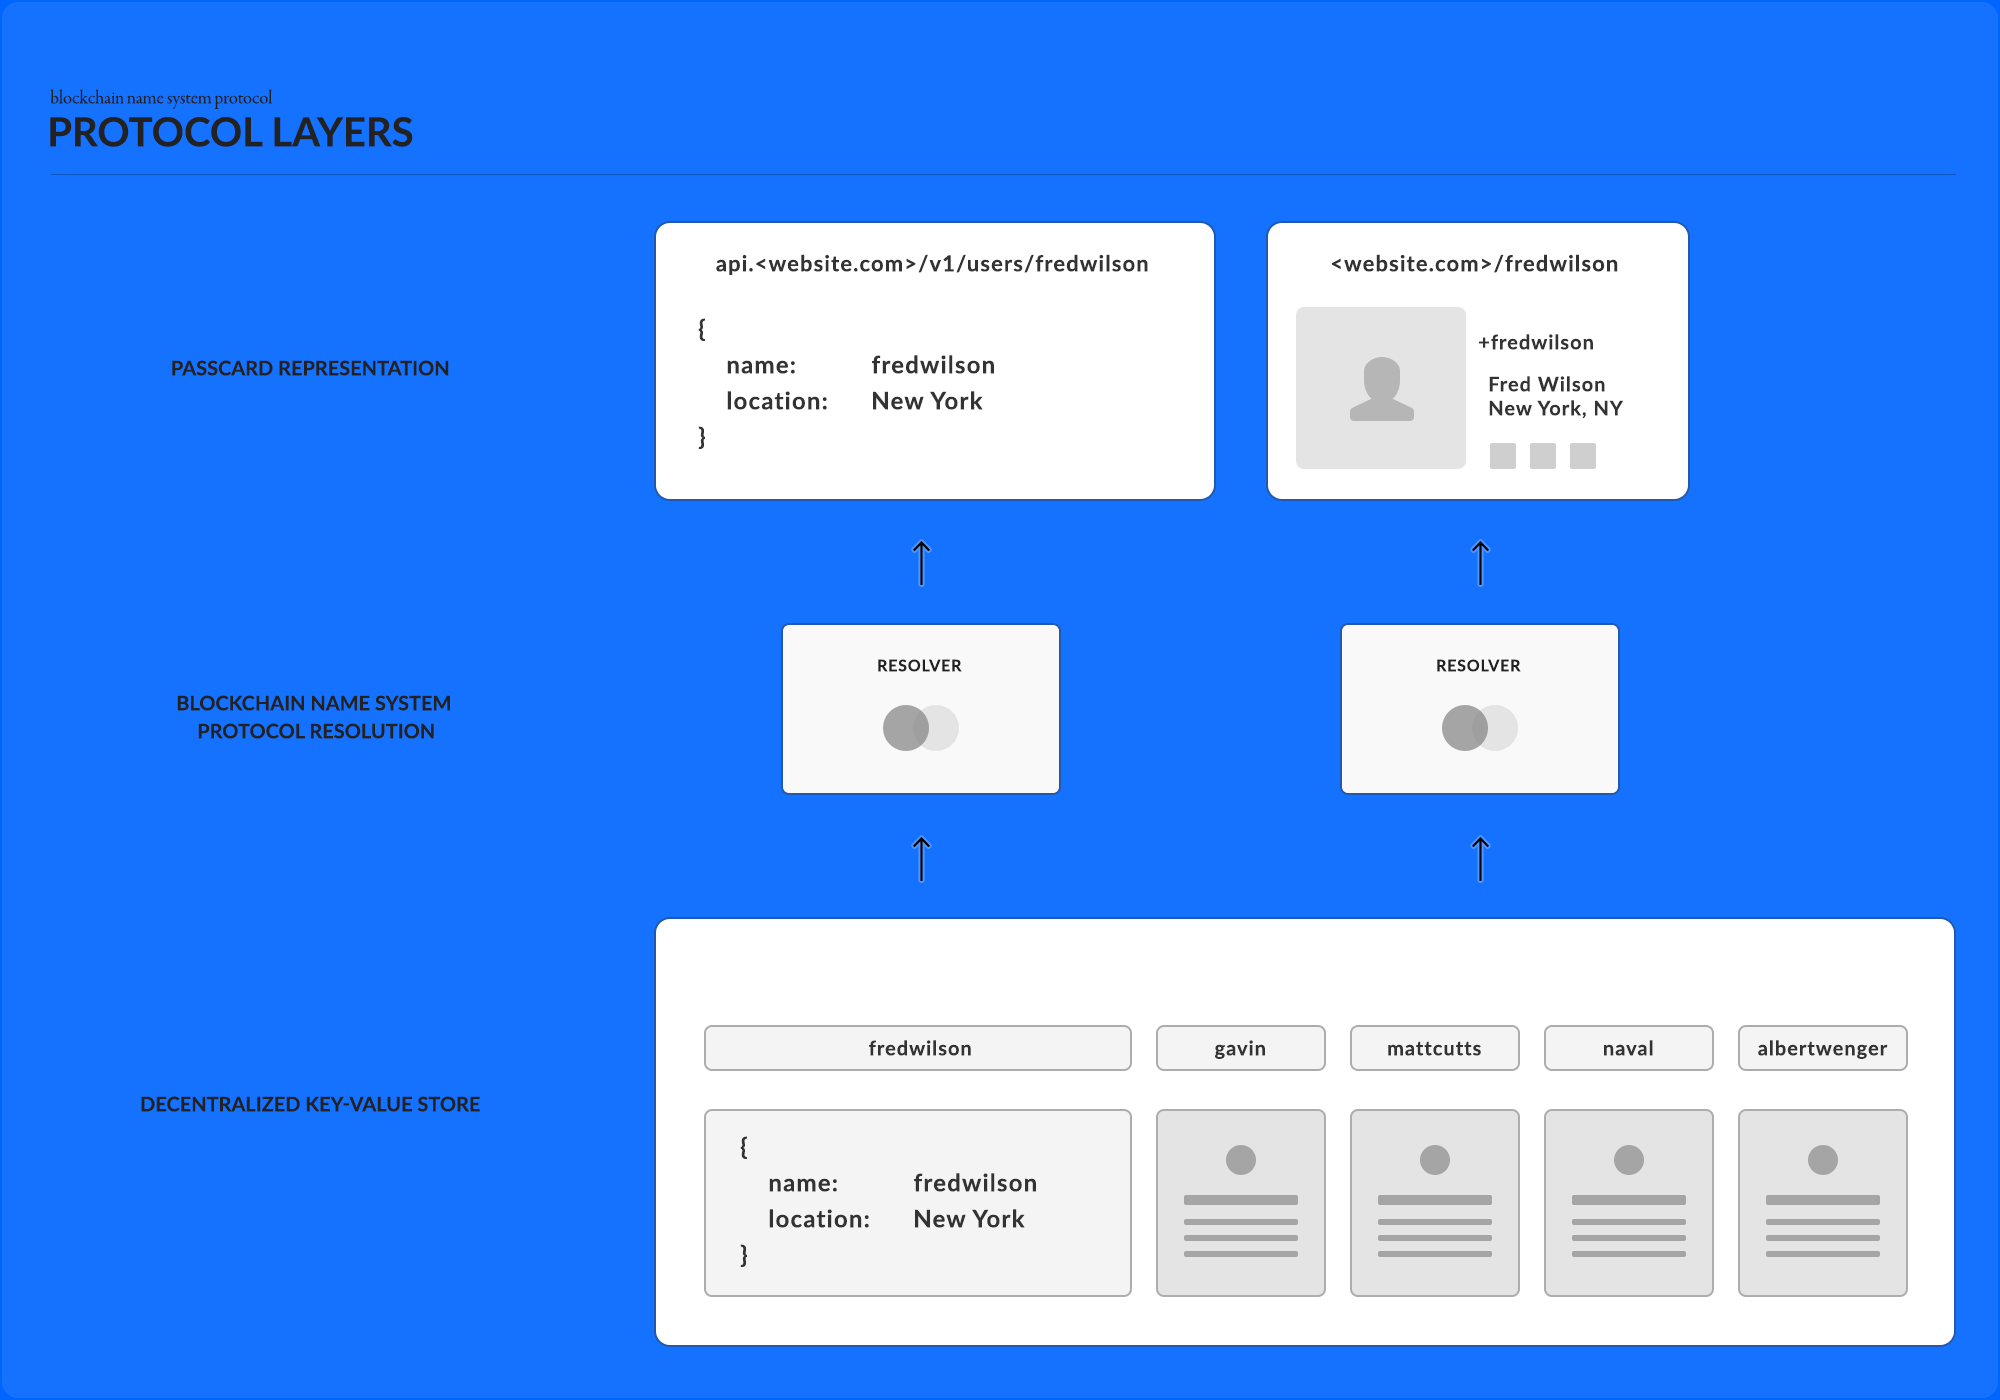 blockchain name system protocol
PROTOCOL LAYERS
PASSCARD REPRESENTATION
api.<website.com>/v1/users/fredwilson
{
name: fredwilson
location: New York
}
<website.com>/fredwilson
+fredwilson
Fred Wilson
New York, NY
BLOCKCHAIN NAME SYSTEM
PROTOCOL RESOLUTION
RESOLVER
RESOLVER
DECENTRALIZED KEY-VALUE STORE
fredwilson
gavin
mattcutts
naval
albertwenger
{
name: fredwilson
location: New York
}